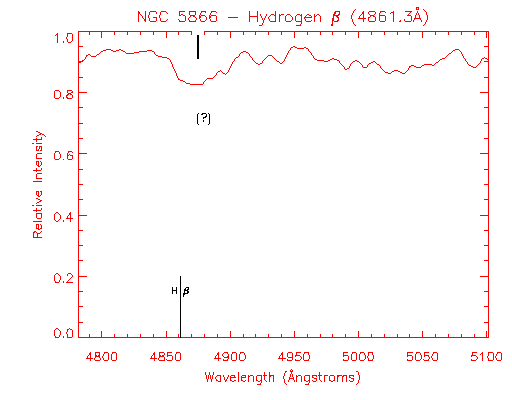 NGC 5866 – Hydrogen β (4861.3Å)
1.0
0.8
(?)
0.6
Relative Intensity
0.4
0.2
H β
0.0
4800 4850 4900 4950 5000 5050 5100
Wavelength (Ångstroms)